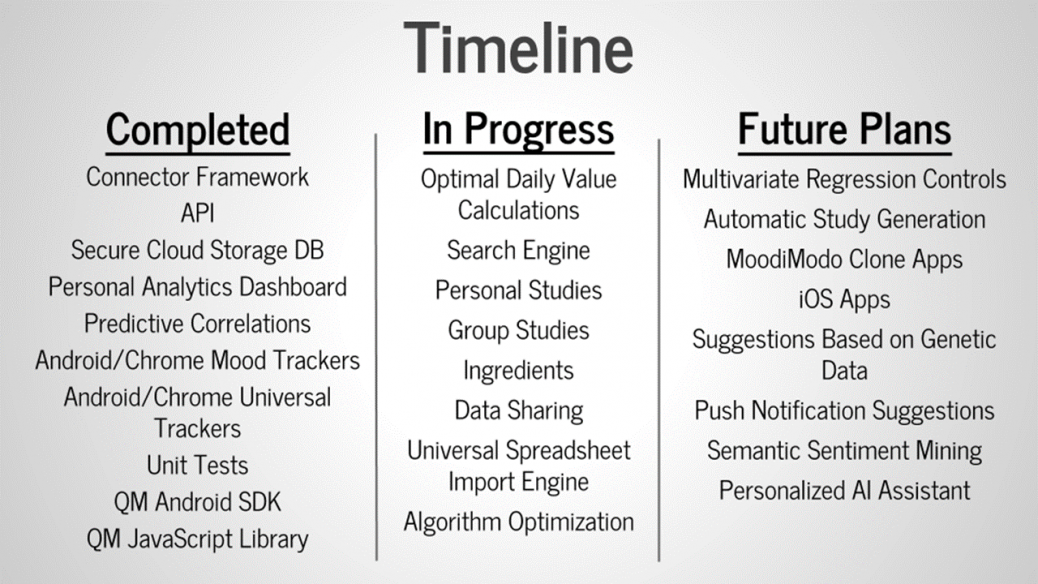 Timeline
Completed
Connector Framework
API
Secure Cloud Storage DB
Personal Analytics Dashboard
Predictive Correlations
Android/Chrome Mood Trackers
Android/Chrome Universal
Trackers
Unit Tests
QM Android SDK
QM JavaScript Library
In Progress
Optimal Daily Value
Calculations
Search Engine
Personal Studies
Group Studies
Ingredients
Data Sharing
Universal Spreadsheet
Import Engine
Algorithm Optimization
Future Plans
Multivariate Regression Controls
Automatic Study Generation
MoodiModo Clone Apps
iOS Apps
Suggestions Based on Genetic
Data
Push Notification Suggestions
Semantic Sentiment Mining
Personalized AI Assistant